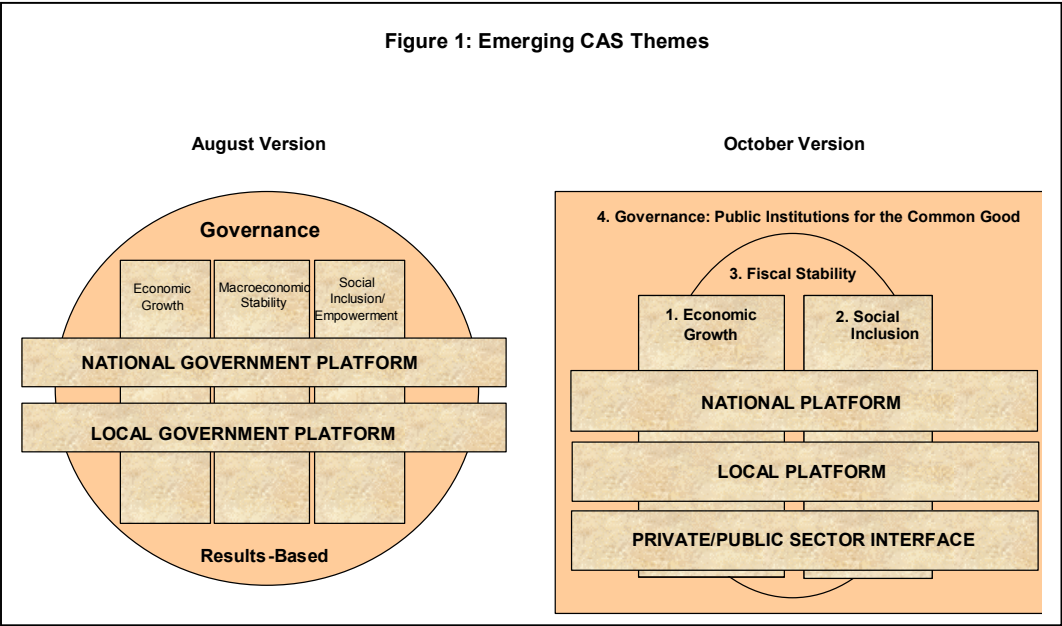 Figure 1: Emerging CAS Themes
August Version
Governance
Economic
Growth
Macroeconomic
Stability
Social
Inclusion/
Empowerment
NATIONAL GOVERNMENT PLATFORM
LOCAL GOVERNMENT PLATFORM
Results-Based
October Version
4. Governance: Public Institutions for the Common Good
3. Fiscal Stability
1. Economic
Growth
2. Social
Inclusion
NATIONAL PLATFORM
LOCAL PLATFORM
PRIVATE/PUBLIC SECTOR INTERFACE